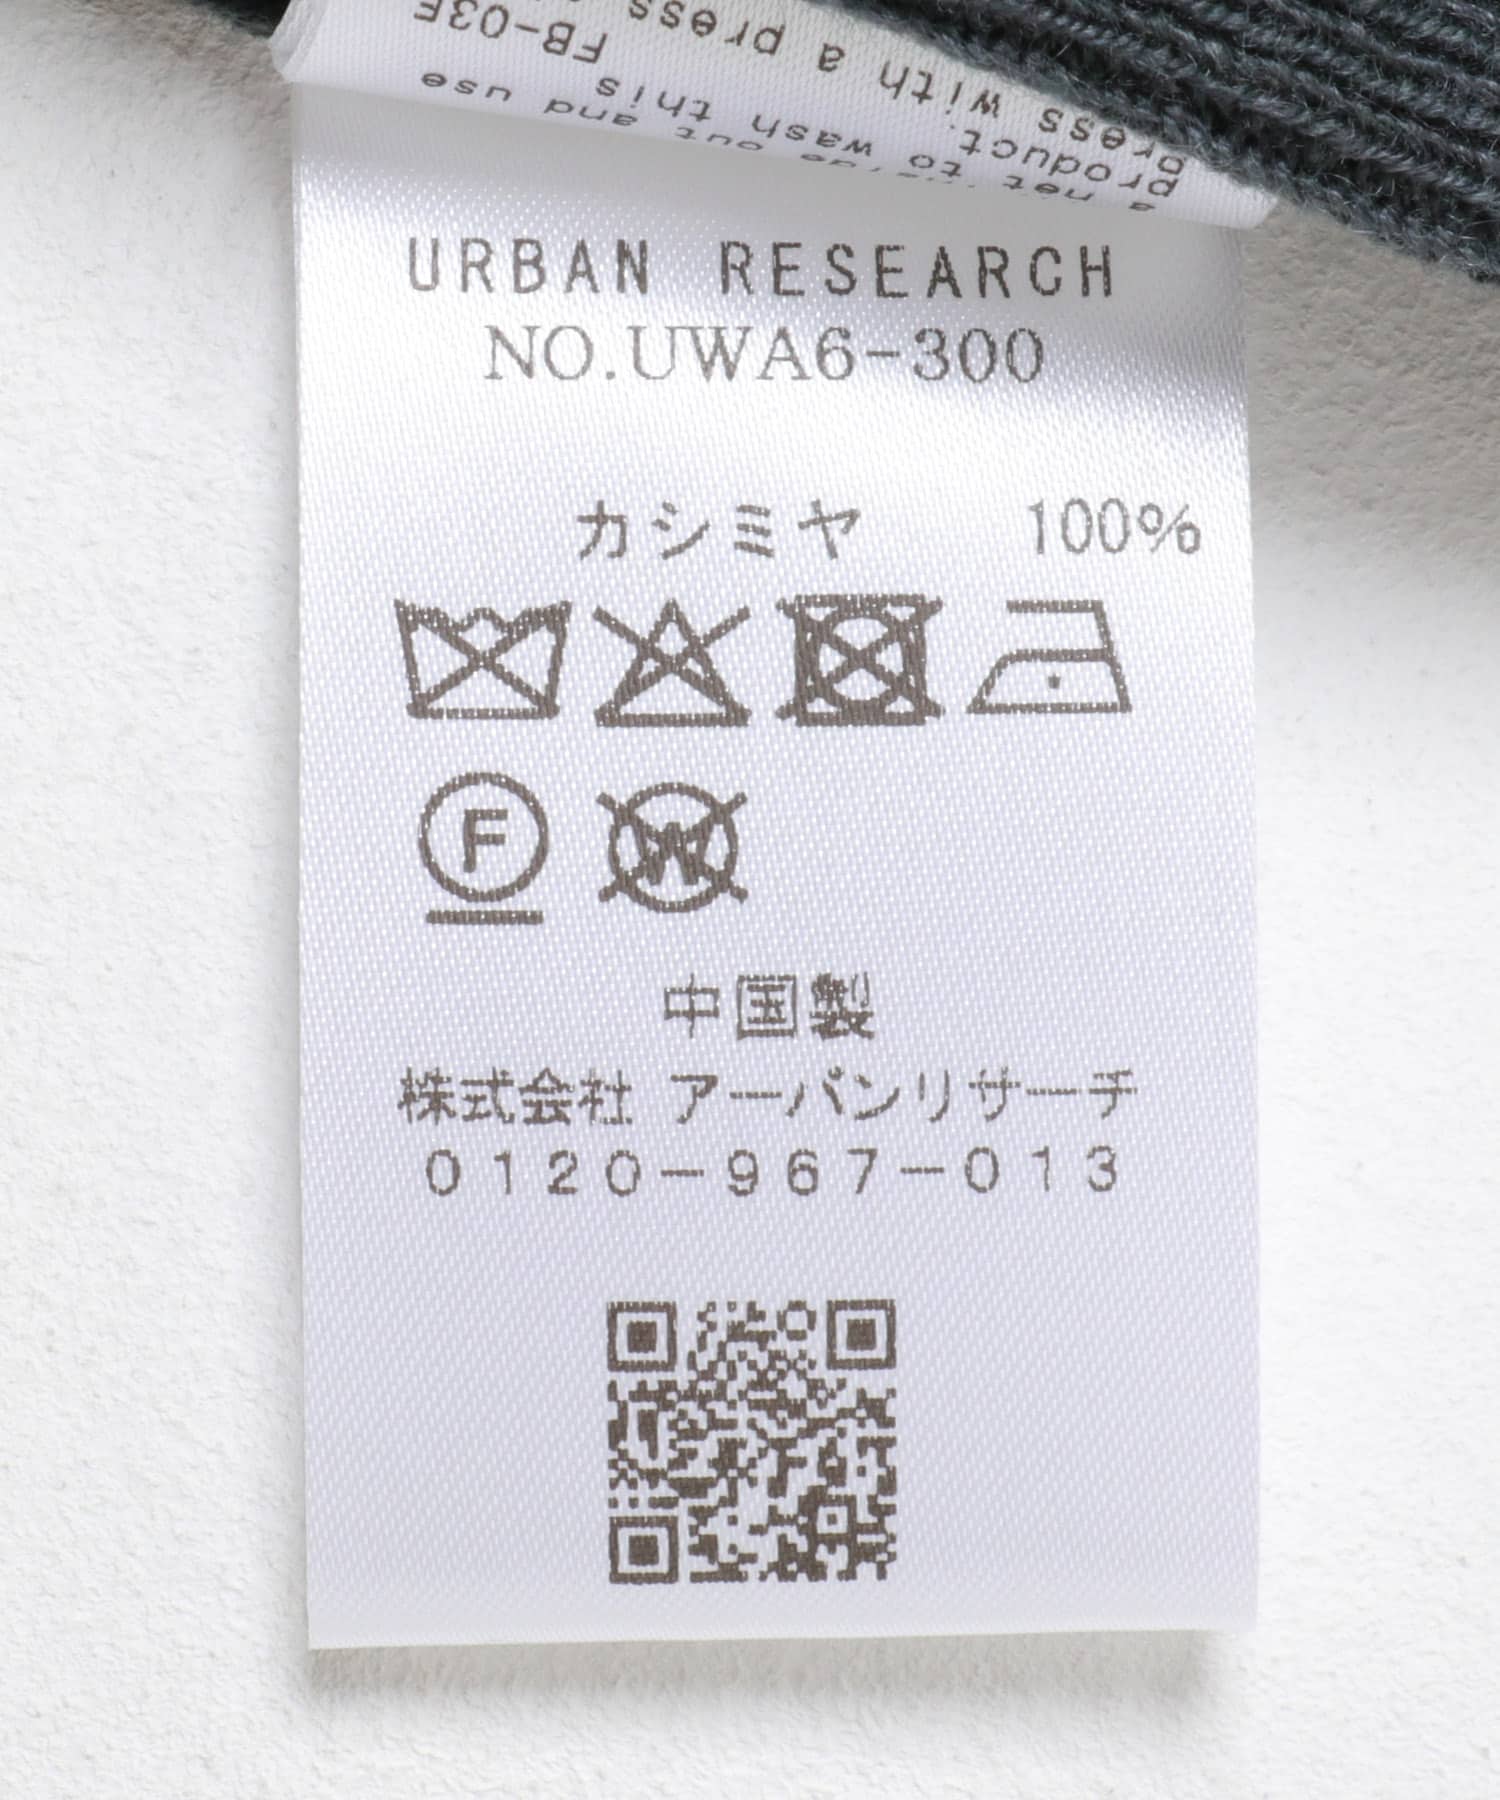 FB-03F
ss with a press
use
wash this
out and
press
product.
a net
to
URBAN RESEARCH
NO.UWA6-300
カシミヤ 100%
F
W
中国製
株式会社 アーバンリサーチ
0120-967-013